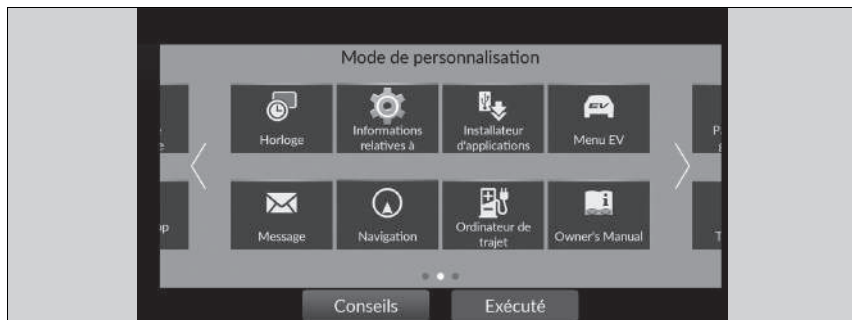 Mode de personnalisation
Horloge
Informations
relatives à
Installateur
d'applications
EV
Menu EV
Message
Navigation
Ordinateur de
trajet
i
Owner's Manual
Conseils
Exécuté